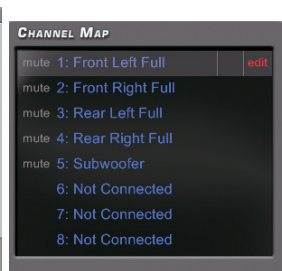 Channel Map
mute 1: Front Left Full edit
mute 2: Front Right Full
mute 3: Rear Left Full
mute 4: Rear Right Full
mute 5: Subwoofer
6: Not Connected
7: Not Connected
8: Not Connected